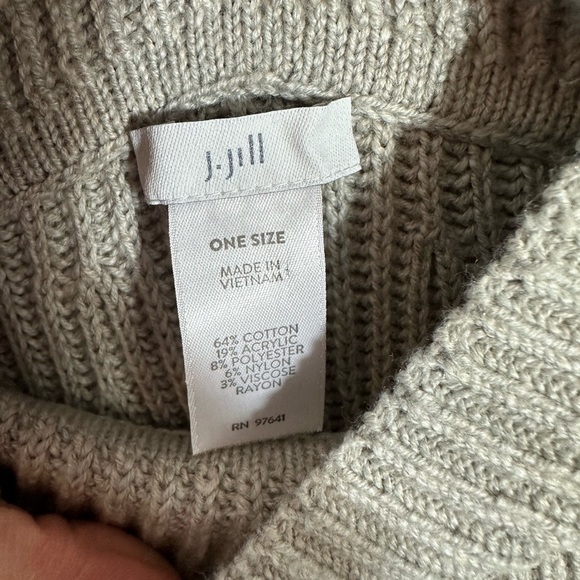 J.Jill
ONE SIZE
MADE IN
VIETNAM
64% COTTON
19% ACRYLIC
8% POLYESTER
6% NYLON
3% VISCOSE
RAYON
RN 97641